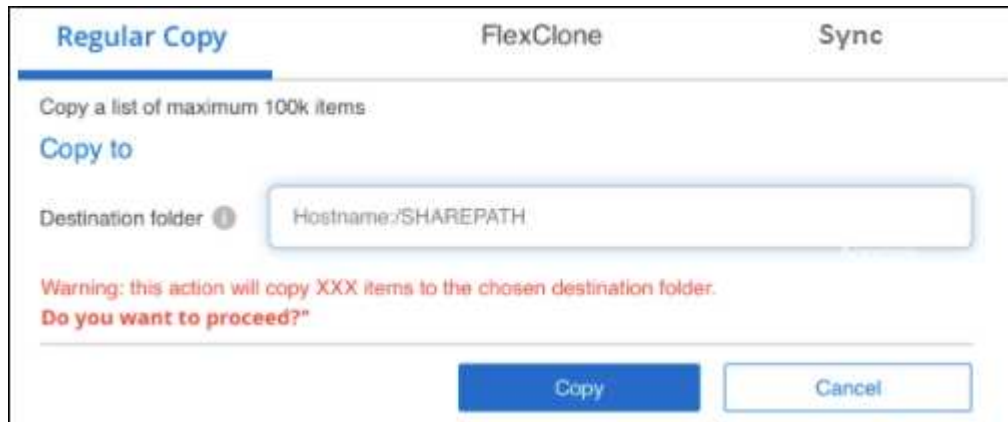 Regular Copy FlexClone Sync
Copy a list of maximum 100k items
Copy to
Destination folder i Hostname:/SHAREPATH
Warning: this action will copy XXX items to the chosen destination folder.
Do you want to proceed?"
Copy Cancel